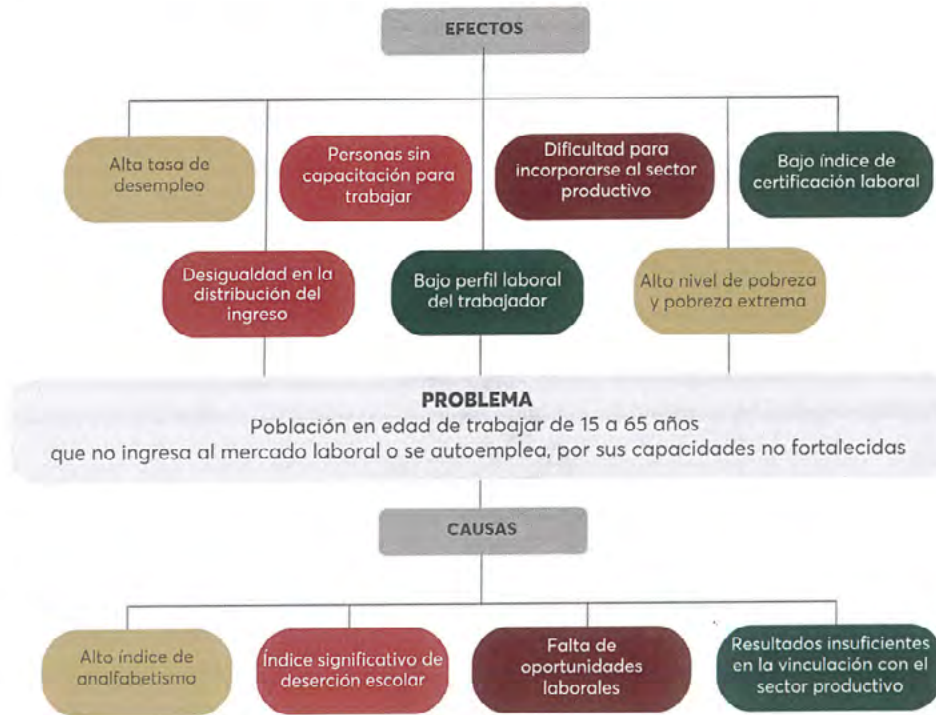 EFECTOS
Alta tasa de
desempleo
Personas sin
capacitación para
trabajar
Dificultad para
incorporarse al sector
productivo
Bajo índice de
certificación laboral
Desigualdad en la
distribución del
ingreso
Bajo perfil laboral
del trabajador
Alto nivel de pobreza
y pobreza extrema
PROBLEMA
Población en edad de trabajar de 15 a 65 años
que no ingresa al mercado laboral o se autoemplea, por sus capacidades no fortalecidas
CAUSAS
Alto índice de
analfabetismo
Índice significativo de
deserción escolar
Falta de
oportunidades
laborales
Resultados insuficientes
en la vinculación con el
sector productivo